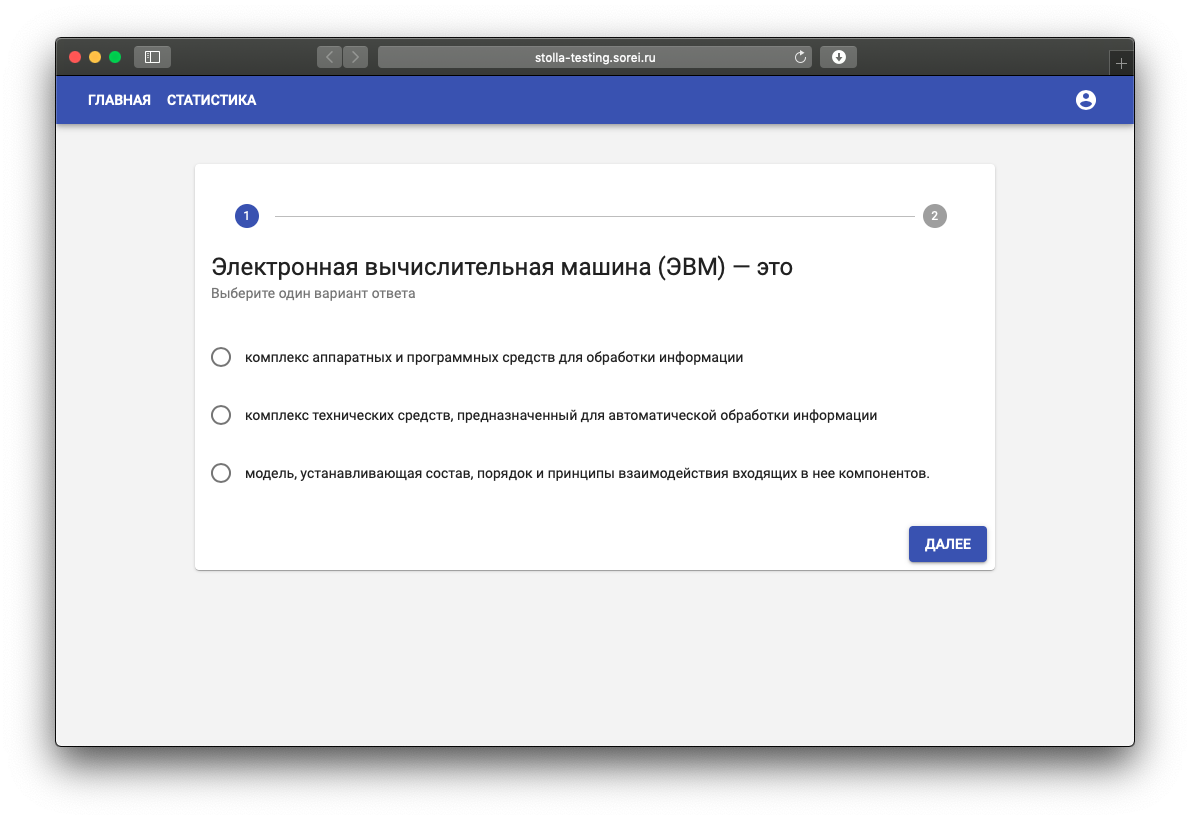 stolla-testing.sorei.ru
ГЛАВНАЯ СТАТИСТИКА
1 2
Электронная вычислительная машина (ЭВМ) — это
Выберите один вариант ответа
комплекс аппаратных и программных средств для обработки информации
комплекс технических средств, предназначенный для автоматической обработки информации
модель, устанавливающая состав, порядок и принципы взаимодействия входящих в нее компонентов.
ДАЛЕЕ